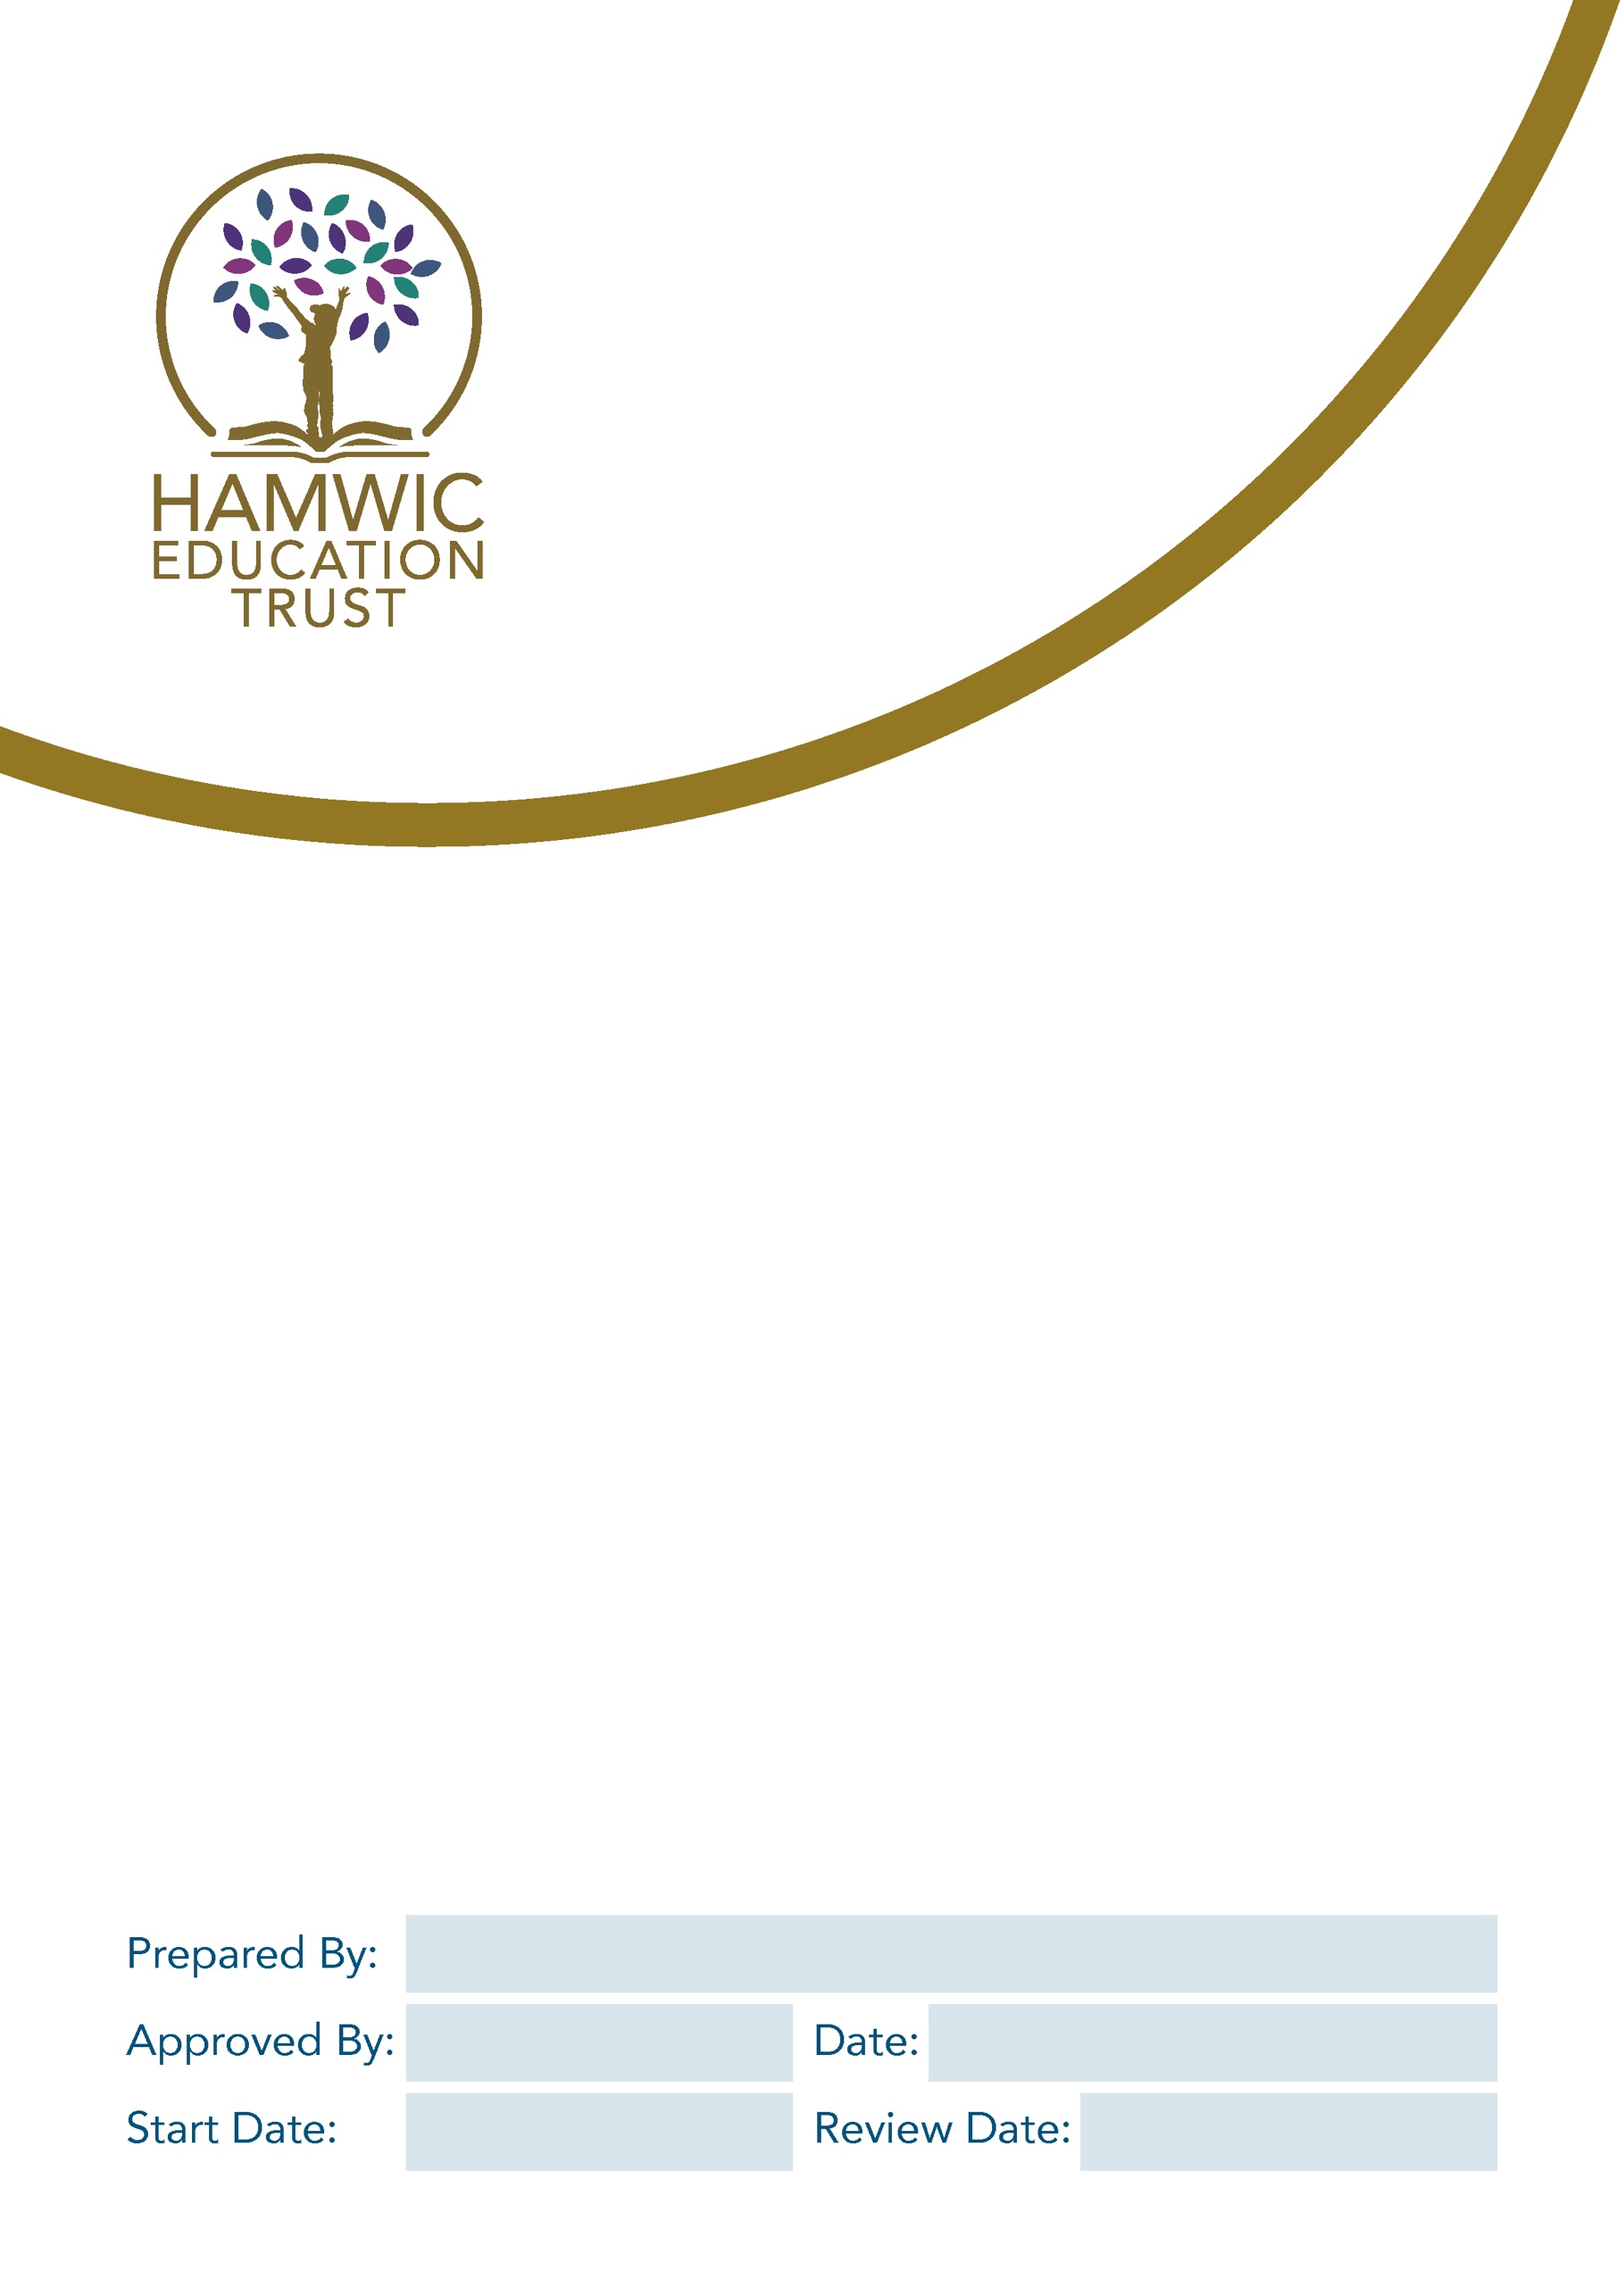 HAMWIC
EDUCATION
TRUST
Prepared By:
Approved By:
Date:
Start Date:
Review Date: